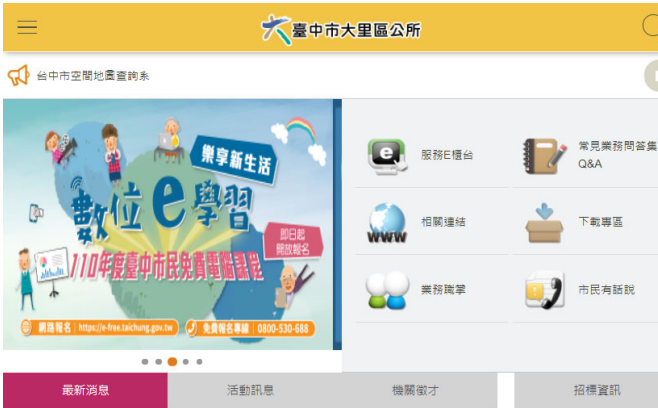 臺中市大里區公所
台中市空間地圖查詢系
樂享新生活
數位e學習
即日起
開放報名
110年度臺中市民免費電腦課程
網路報名 https://e-free.taichung.gov.tw
免費報名專線 0800-530-688
服務E櫃台
常見業務問答集
Q&A
相關連結
下載專區
業務職掌
市民有話說
WWW
最新消息
活動訊息
機關徵才
招標資訊